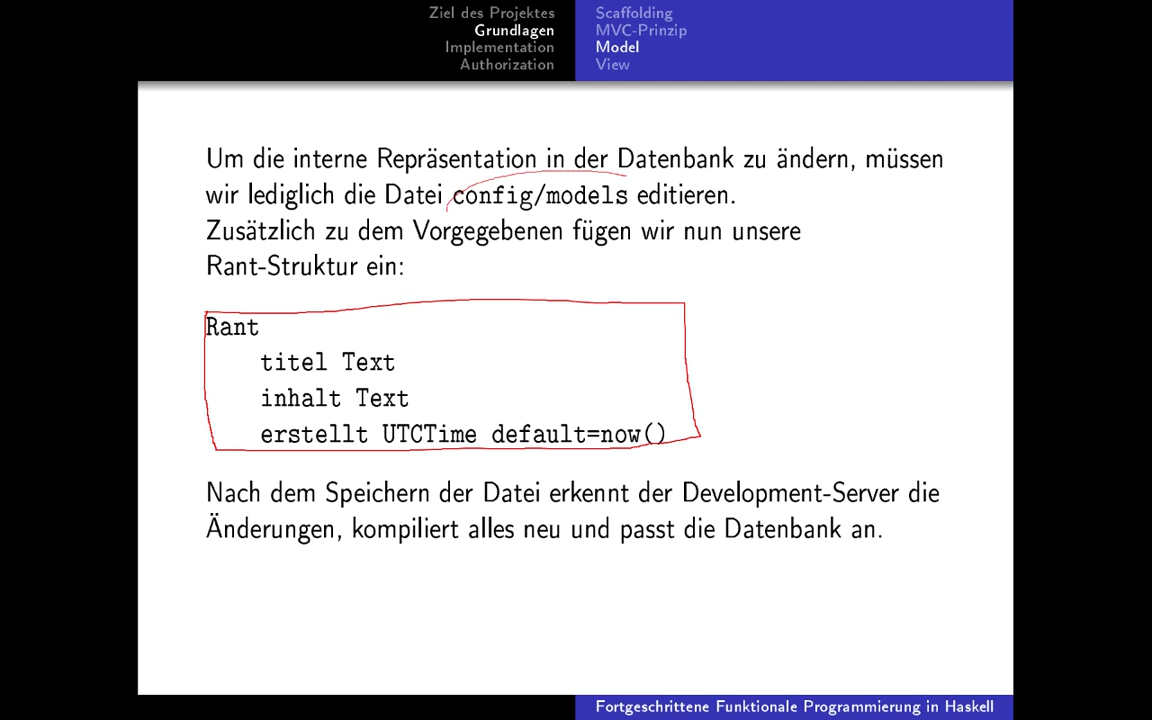 Ziel des Projektes
Grundlagen
Implementation
Authorization
Scaffolding
MVC-Prinzip
Model
View
Um die interne Repräsentation in der Datenbank zu ändern, müssen
wir lediglich die Datei config/models editieren.
Zusätzlich zu dem Vorgegebenen fügen wir nun unsere
Rant-Struktur ein:
Rant
    titel Text
    inhalt Text
    erstellt UTCTime default=now()
Nach dem Speichern der Datei erkennt der Development-Server die
Änderungen, kompiliert alles neu und passt die Datenbank an.
Fortgeschrittene Funktionale Programmierung in Haskell